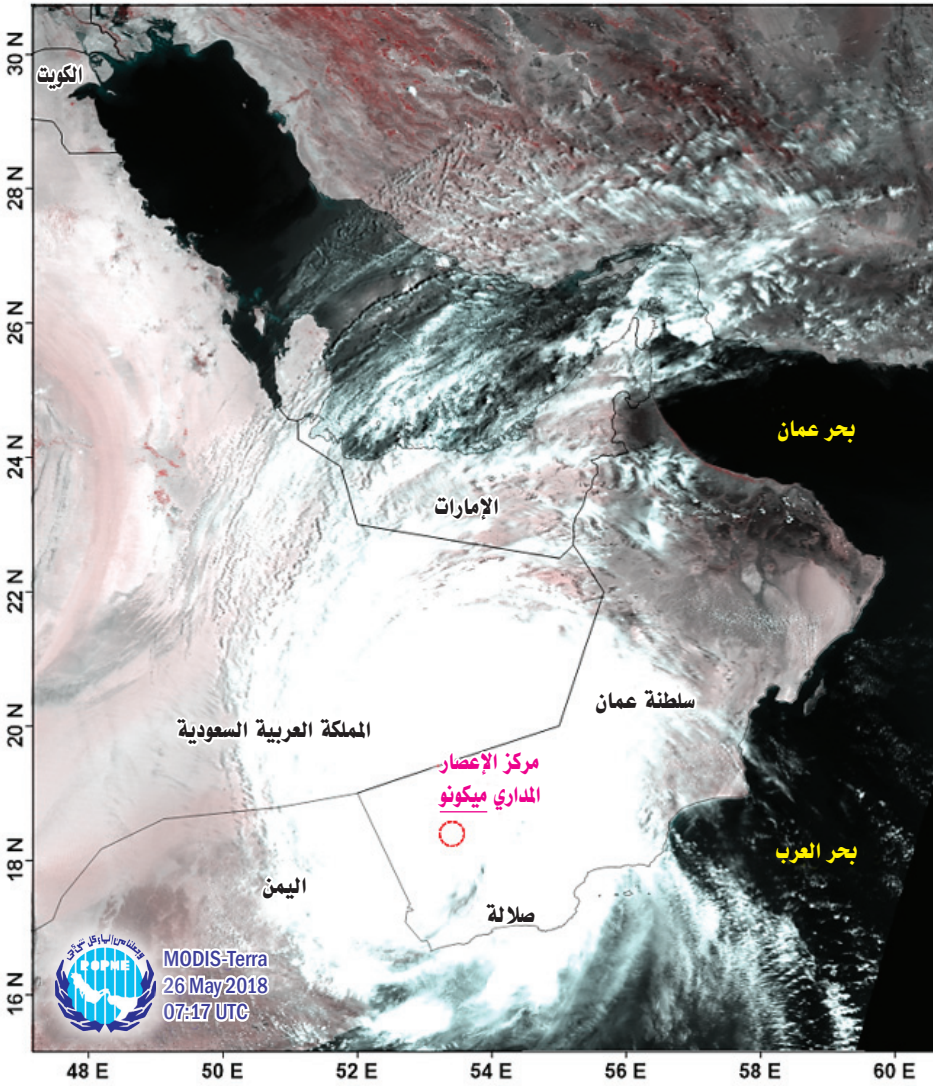 30 N
28 N
26 N
24 N
22 N
20 N
18 N
16 N
الكويت
بحر عمان
الإمارات
سلطنة عمان
المملكة العربية السعودية
مركز الإعصار
المداري ميكونو
بحر العرب
اليمن
صلالة
ROPME
MODIS-Terra
26 May 2018
07:17 UTC
48 E
50 E
52 E
54 E
56 E
58 E
60 E